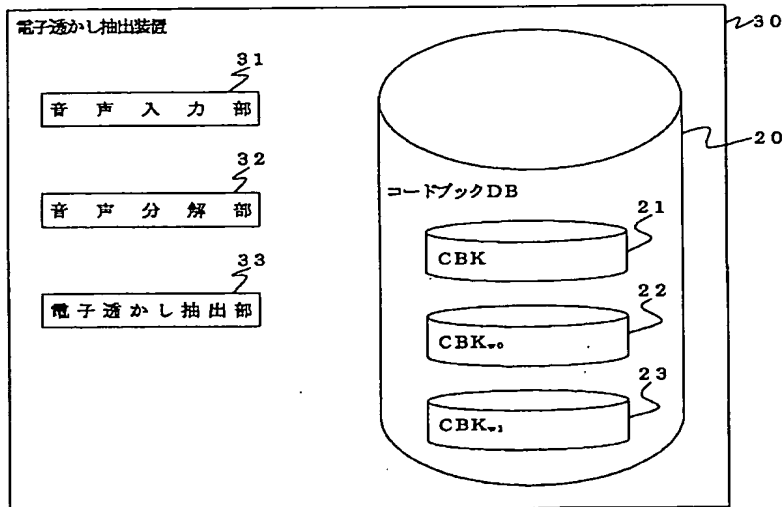 電子透かし抽出装置
30
31
音声入力部
32
音声分解部
33
電子透かし抽出部
20
コードブックDB
21
CBK
22
CBKw0
23
CBKw1